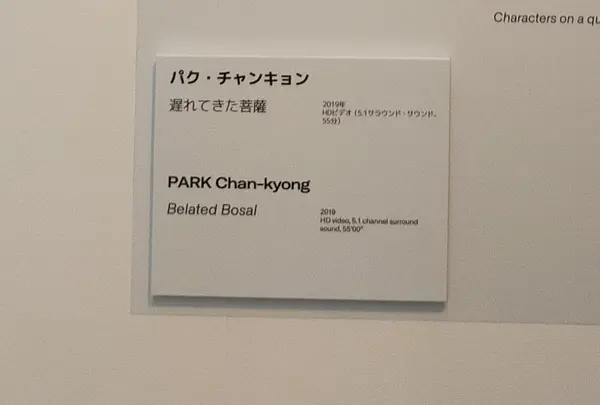 Characters on a qu
パク・チャンキョン
遅れてきた菩薩
2019年
HDビデオ（5.1サラウンド・サウンド、
55分）
PARK Chan-kyong
Belated Bosal
2019
HD video, 5.1 channel surround
sound, 55'00"